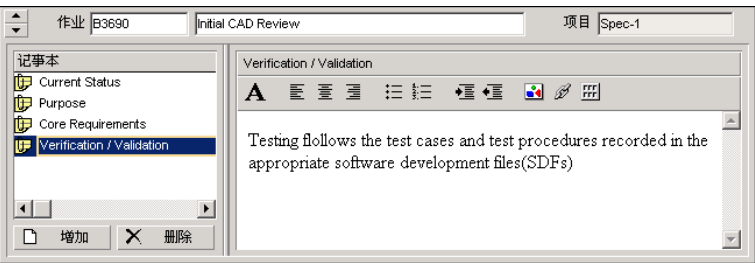 作业 B3690 Initial CAD Review 项目 Spec-1
记事本
Current Status
Purpose
Core Requirements
Verification / Validation
增加 删除
Verification / Validation
A
Testing flollows the test cases and test procedures recorded in the
appropriate software development files(SDFs)